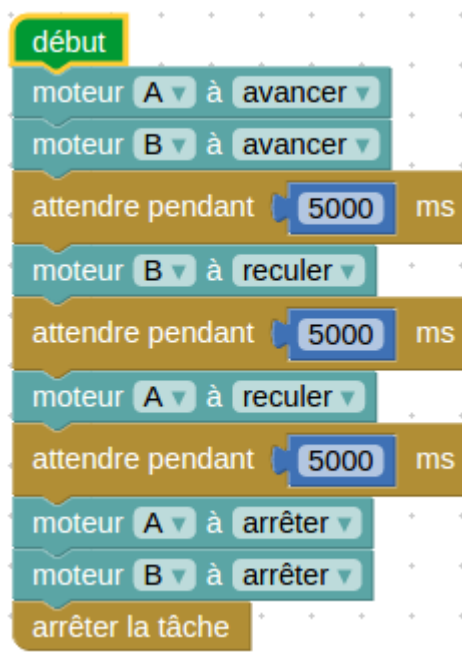 début
moteur A à avancer
moteur B à avancer
attendre pendant 5000 ms
moteur B à reculer
attendre pendant 5000 ms
moteur A à reculer
attendre pendant 5000 ms
moteur A à arrêter
moteur B à arrêter
arrêter la tâche